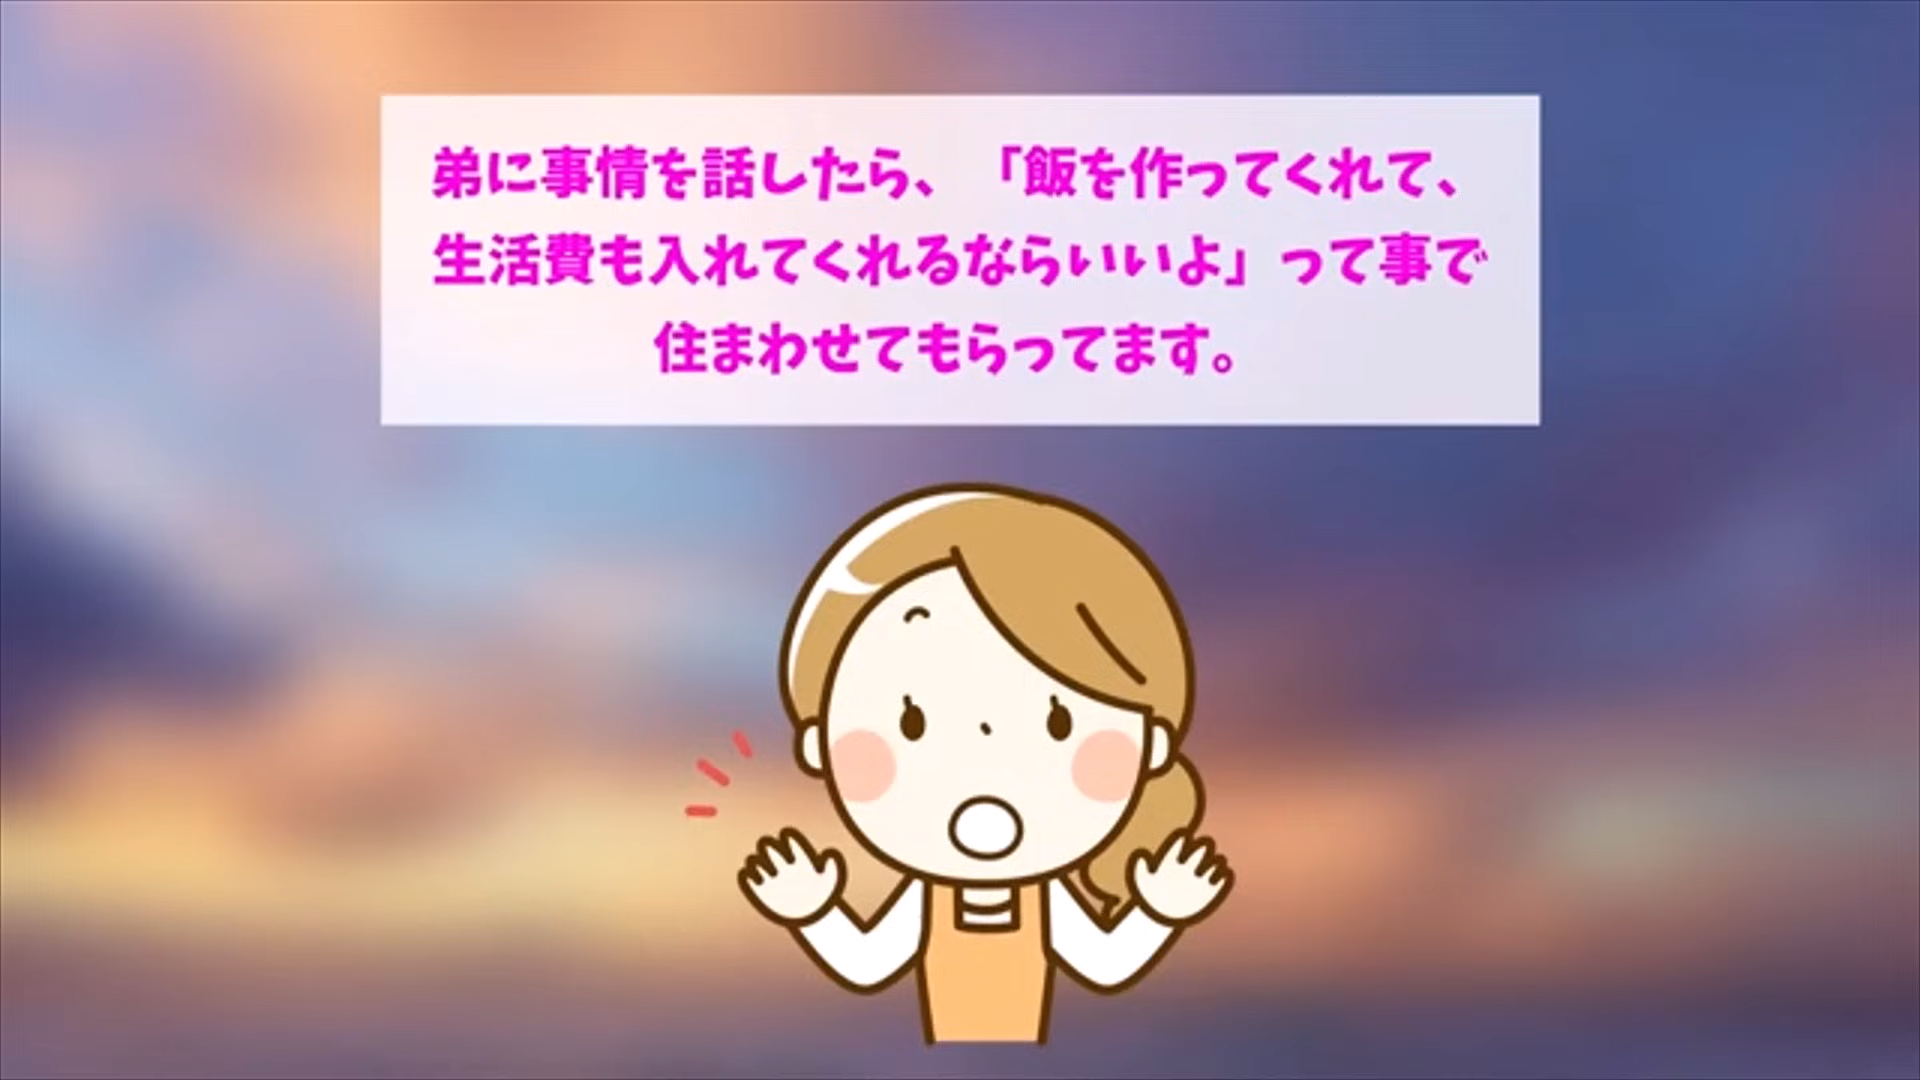 弟に事情を話したら、「飯を作ってくれて、
生活費も入れてくれるならいいよ」って事で
住まわせてもらってます。